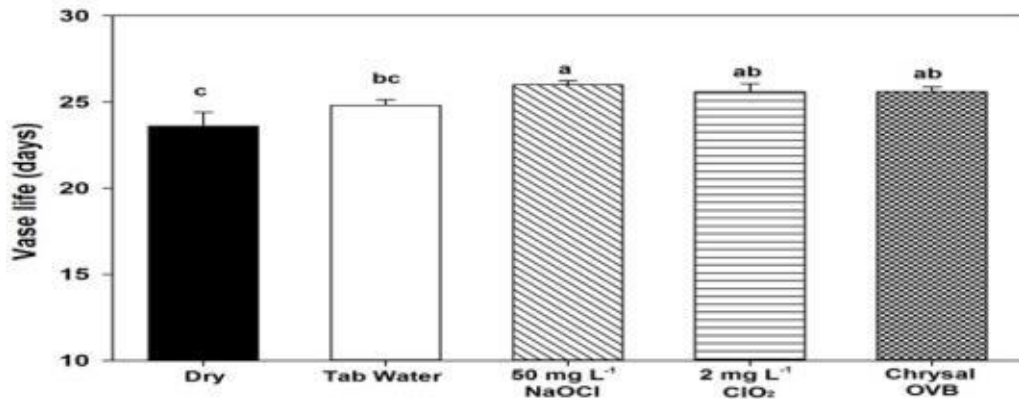 30
25
20
15
10
Vase life (days)
c
bc
a
ab
ab
Dry
Tab Water
50 mg L⁻¹
NaOCl
2 mg L⁻¹
ClO₂
Chrysal
OVB